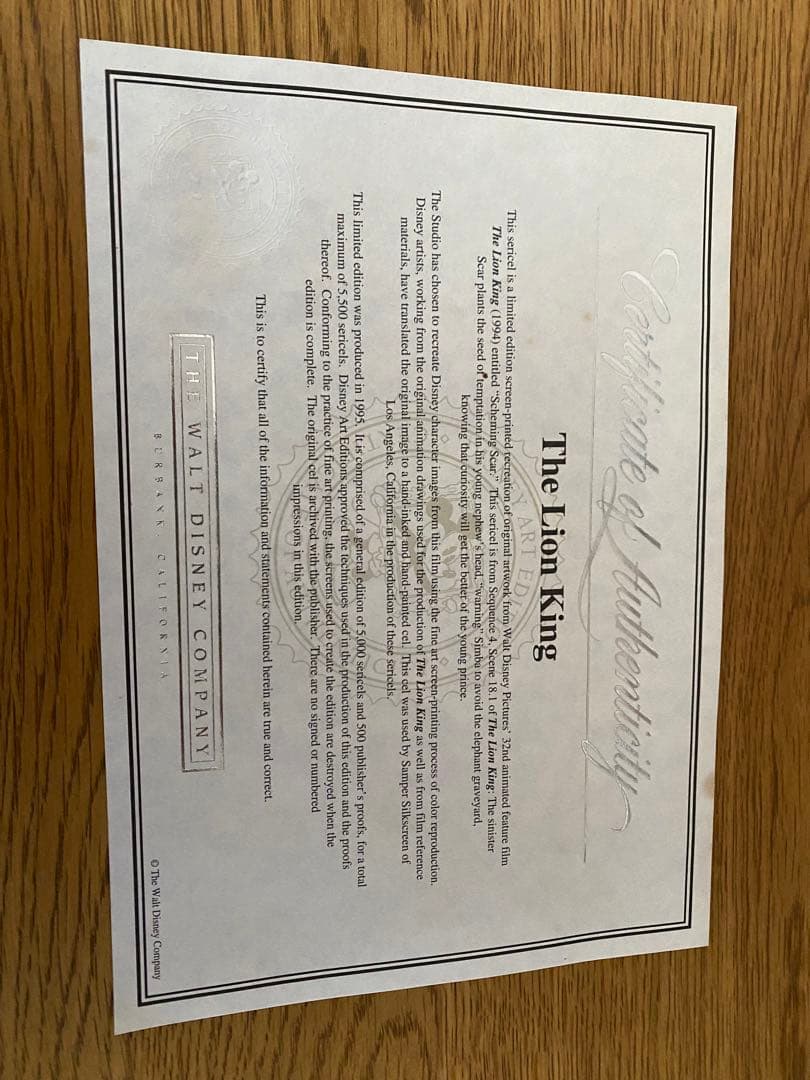 Certificate of Authenticity
The Lion King
This sericel is a limited edition screen-printed recreation of original artwork from Walt Disney Pictures' 32nd animated feature film
The Lion King (1994) entitled "Scheming Scar." This sericel is from Sequence 4, Scene 18.1 of The Lion King: The sinister
Scar plants the seed of temptation in his young nephew's head, "warning" Simba to avoid the elephant graveyard,
knowing that curiosity will get the better of the young prince.
The Studio has chosen to recreate Disney character images from this film using the fine art screen-printing process of color reproduction.
Disney artists, working from the original animation drawings used for the production of The Lion King as well as from film reference
materials, have translated the original image to a hand-inked and hand-painted cel. This cel was used by Samper Silkscreen of
Los Angeles, California in the production of these sericels.
This limited edition was produced in 1995. It is comprised of a general edition of 5,000 sericels and 500 publisher's proofs, for a total
maximum of 5,500 sericels. Disney Art Editions approved the techniques used in the production of this edition and the proofs
thereof. Conforming to the practice of fine art printing, the screens used to create the edition are destroyed when the
edition is complete. The original cel is archived with the publisher. There are no signed or numbered
impressions in this edition.
This is to certify that all of the information and statements contained herein are true and correct.
THE WALT DISNEY COMPANY
BURBANK, CALIFORNIA
© The Walt Disney Company